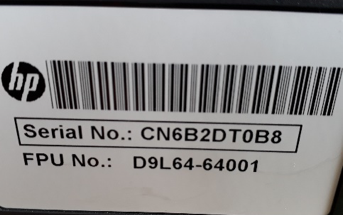 hp
Serial No.: CN6B2DT0B8
FPU No.: D9L64-64001